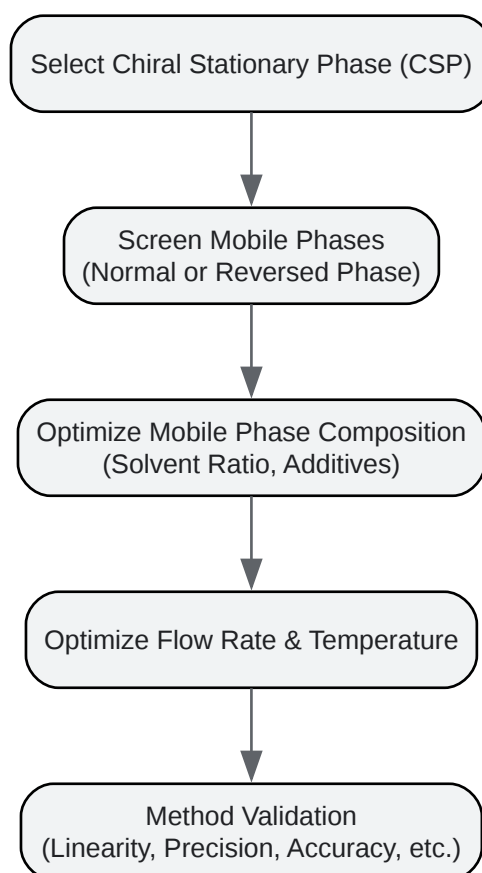 Select Chiral Stationary Phase (CSP)
Screen Mobile Phases
(Normal or Reversed Phase)
Optimize Mobile Phase Composition
(Solvent Ratio, Additives)
Optimize Flow Rate & Temperature
Method Validation
(Linearity, Precision, Accuracy, etc.)